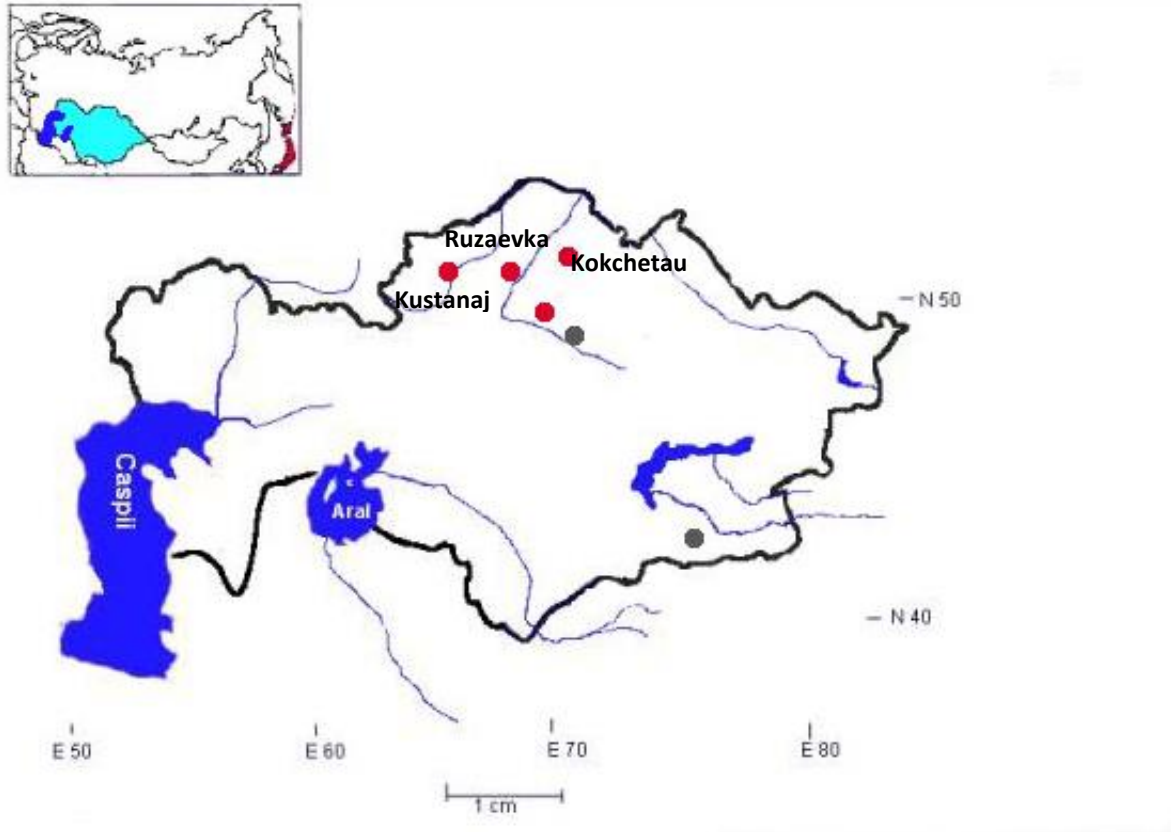 Ruzaevka
Kokchetau
Kustanaj
N 50
Caspii
c
Aral
N 40
E 50
E 60
E 70
E 80
1 cm